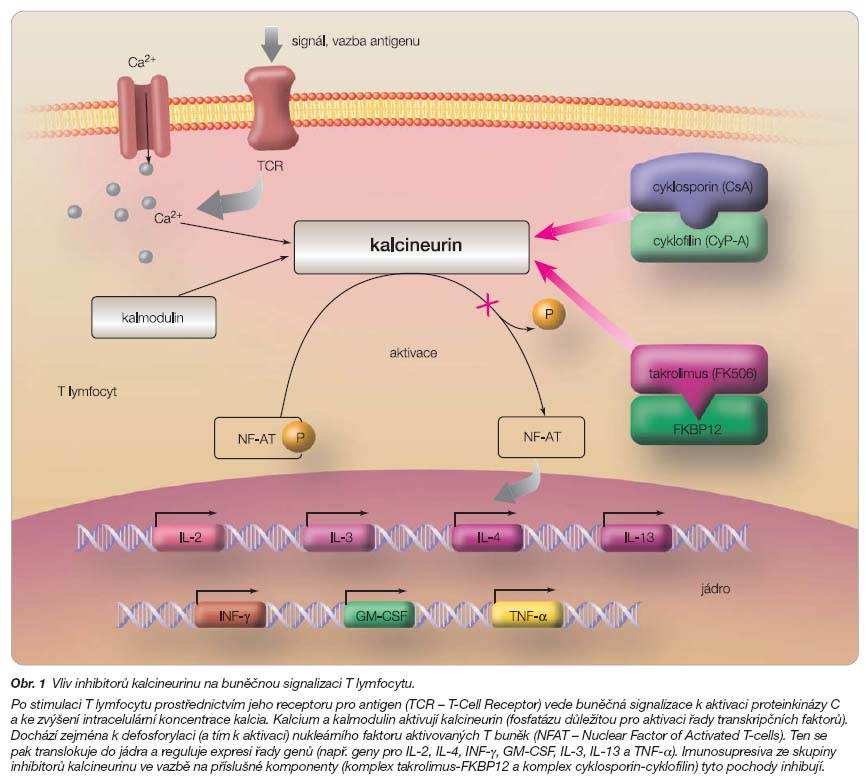 signál, vazba antigenu
Ca2+
TCR
Ca2+
cyklosporin (CsA)
cyklofilin (CyP-A)
kalcineurin
kalmodulin
P
aktivace
takrolimus (FK506)
FKBP12
T lymfocyt
NF-AT
P
NF-AT
IL-2
IL-3
IL-4
IL-13
jádro
INF-γ
GM-CSF
TNF-α
Obr. 1 Vliv inhibitorů kalcineurinu na buněčnou signalizaci T lymfocytu.
Po stimulaci T lymfocytu prostřednictvím jeho receptoru pro antigen (TCR – T-Cell Receptor) vede buněčná signalizace k aktivaci proteinkinázy C
a ke zvýšení intracelulární koncentrace kalcia. Kalcium a kalmodulin aktivují kalcineurin (fosfatázu důležitou pro aktivaci řady transkripčních faktorů).
Dochází zejména k defosforylaci (a tím k aktivaci) nukleárního faktoru aktivovaných T buněk (NFAT – Nuclear Factor of Activated T-cells). Ten se
pak translokuje do jádra a reguluje expresi řady genů (např. geny pro IL-2, IL-4, INF-γ, GM-CSF, IL-3, IL-13 a TNF-α). Imunosupresiva ze skupiny
inhibitorů kalcineurinu ve vazbě na příslušné komponenty (komplex takrolimus-FKBP12 a komplex cyklosporin-cyklofilin) tyto pochody inhibují.